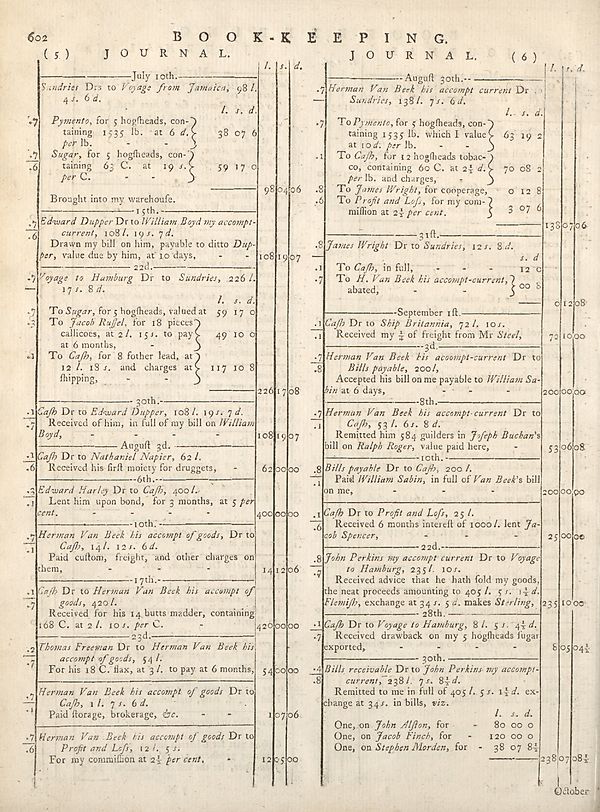 602 BOOK-KEEPING.
(5) JOURNAL.
l. s. d.
July 10th.
Sundries Drs to Voyage from Jamaica, 98 l.
4 s. 6 d.
l. s. d.
.7 Pymento, for 5 hogſheads, con-
taining 1535 lb. at 6 d. 38 07 6
per lb. - -
.7 Sugar, for 5 hogſheads, con-
.6 taining 63 C. at 19 s. 59 17 0
per C. - -
98 04 06
Brought into my warehouſe.
15th.
.7 Edward Dupper Dr to William Boyd my accompt-
.6 current, 108 l. 19 s. 7 d.
Drawn my bill on him, payable to ditto Dup-
per, value due by him, at 10 days, - - 108 19 07
22d.
.7 Voyage to Hamburg Dr to Sundries, 226 l.
17 s. 8 d.
l. s. d.
.7 To Sugar, for 5 hogſheads, valued at 59 17 0
.3 To Jacob Ruſſel, for 18 pieces
callicoes, at 2 l. 15 s. to pay 49 10 0
at 6 months, -
.1 To Caſh, for 8 fother lead, at
12 l. 18 s. and charges at 117 10 8
ſhipping, - -
226 17 08
30th.
.1 Caſh Dr to Edward Dupper, 108 l. 19 s. 7 d.
.7 Received of him, in full of my bill on William
Boyd, - - - - 108 19 07
Auguſt 3d.
.1 Caſh Dr to Nathaniel Napier, 62 l.
.6 Received his firſt moiety for druggets, - 62 00 00
6th.
.2 Edward Harley Dr to Caſh, 400 l.
.1 Lent him upon bond, for 3 months, at 5 per
cent. - - - - 400 00 00
10th.
.7 Herman Van Beek his accompt of goods, Dr to
.1 Caſh, 14 l. 12 s. 6 d.
Paid cuſtom, freight, and other charges on
them, - - - - 14 12 06
17th.
.1 Caſh Dr to Herman Van Beek his accompt of
.7 goods, 420 l.
Received for his 14 butts madder, containing
168 C. at 2 l. 10 s. per C. - - 420 00 00
23d.
.2 Thomas Freeman Dr to Herman Van Beek his
.7 accompt of goods, 54 l.
For his 18 C. flax, at 3 l. to pay at 6 months, 54 00 00
.7 Herman Van Beek his accompt of goods Dr to
.1 Caſh, 1 l. 7 s. 6 d.
Paid ſtorage, brokerage, &c. - - 1 07 06
.7 Herman Van Beek his accompt of goods Dr to
.6 Profit and Loſs, 12 l. 5 s.
For my commiſſion at 2½ per cent. - 12 05 00
JOURNAL. (6)
l. s. d.
Auguſt 30th.
.7 Herman Van Beek his accompt current Dr
Sundries, 138 l. 7 s. 6 d.
l. s. d.
.7 To Pymento, for 5 hogſheads, con-
taining 1535 lb. which I value 63 19 2
at 10 d. per lb. - -
.1 To Caſh, for 12 hogſheads tobac-
co, containing 60 C. at 2½ d. 70 08 2
per lb. and charges,
.8 To James Wright, for cooperage, 0 12 8
.6 To Profit and Loſs, for my com-
miſſion at 2½ per cent. 3 07 6
138 07 06
31ſt.
.8 James Wright Dr to Sundries, 12 s. 8 d.
s. d
.1 To Caſh, in full, - - - 12 0
.7 To H. Van Beek his accompt-current,
abated, - - 00 8
0 12 08
September 1ſt.
.1 Caſh Dr to Ship Britannia, 72 l. 10 s.
.1 Received my ¼ of freight from Mr Steel, 72 10 00
3d.
.7 Herman Van Beek his accompt-current Dr to
.8 Bills payable, 200 l,
Accepted his bill on me payable to William Sa-
bin at 6 days, - - - 200 00 00
8th.
.7 Herman Van Beek his accompt-current Dr to
.1 Caſh, 53 l. 6 s. 8 d.
Remitted him 584 guilders in Joſeph Buchan's
bill on Ralph Roger, value paid here, - 53 06 08
10th.
.8 Bills payable Dr to Caſh, 200 l.
.1 Paid William Sabin, in full of Van Beek's bill
on me, - - - - 200 00 00
.1 Caſh Dr to Profit and Loſs, 25 l.
.6 Received 6 months intereſt of 1000 l. lent Ja-
cob Spencer, - - - 25 00 00
22d.
.8 John Perkins my accompt current Dr to Voyage
.7 to Hamburg, 235 l. 10 s.
Received advice that he hath ſold my goods,
the neat proceeds amounting to 405 l. 5 s. 1½ d.
Flemiſh, exchange at 34 s. 5 d. makes Sterling, 235 10 00
28th.
.1 Caſh Dr to Voyage to Hamburg, 8 l. 5 s. 4½ d.
.7 Received drawback on my 5 hogſheads ſugar
exported, - - - - 8 05 04½
30th.
.4 Bills receivable Dr to John Perkins my accompt-
.8 current, 238 l. 7 s. 8½ d.
Remitted to me in full of 405 l. 5 s. 1½ d. ex-
change at 34 s. in bills, viz.
l. s. d.
One, on John Alſton, for - 80 00 0
One, on Jacob Finch, for - 120 00 0
One, on Stephen Morden, for - 38 07 8½
238 07 08½
October